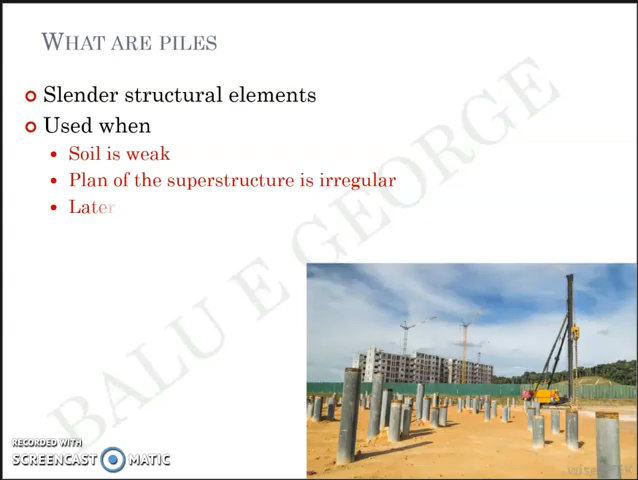 WHAT ARE PILES
Slender structural elements
Used when
Soil is weak
Plan of the superstructure is irregular
Later
BALU E GEORGE
RECORDED WITH
SCREENCAST MATIC